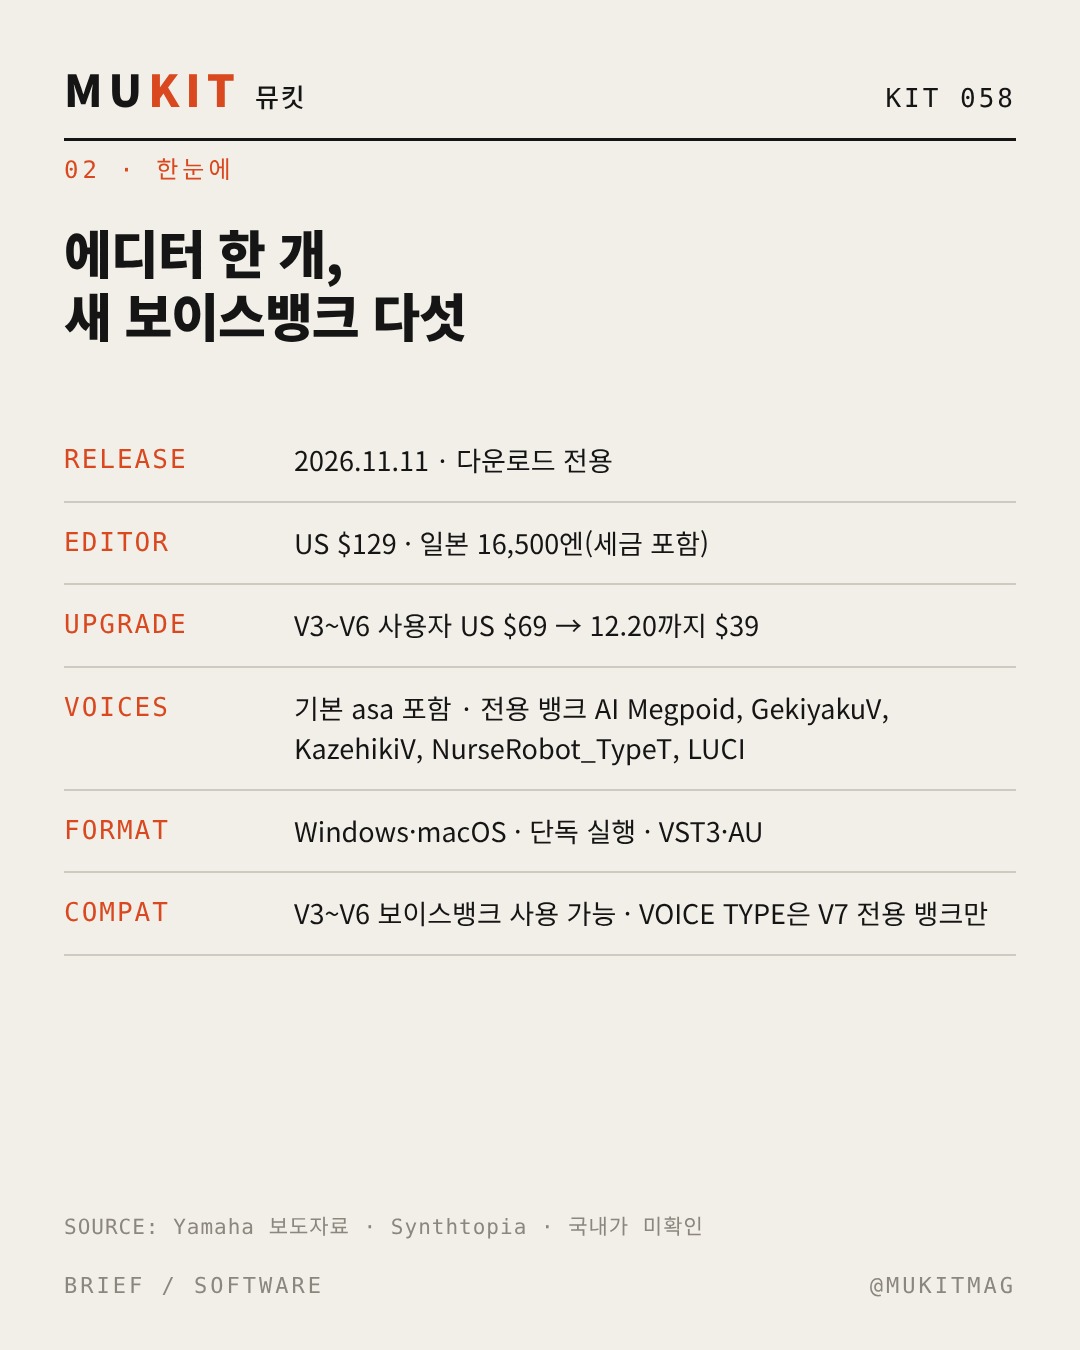 MUKIT 뮤킷
KIT 058
02 · 한눈에
에디터 한 개,
새 보이스뱅크 다섯
RELEASE 2026.11.11 · 다운로드 전용
EDITOR US $129 · 일본 16,500엔(세금 포함)
UPGRADE V3~V6 사용자 US $69 → 12.20까지 $39
VOICES 기본 asa 포함 · 전용 뱅크 AI Megpoid, GekiyakuV,
KazehikiV, NurseRobot_TypeT, LUCI
FORMAT Windows·macOS · 단독 실행 · VST3·AU
COMPAT V3~V6 보이스뱅크 사용 가능 · VOICE TYPE은 V7 전용 뱅크만
SOURCE: Yamaha 보도자료 · Synthtopia · 국내가 미확인
BRIEF / SOFTWARE
@MUKITMAG